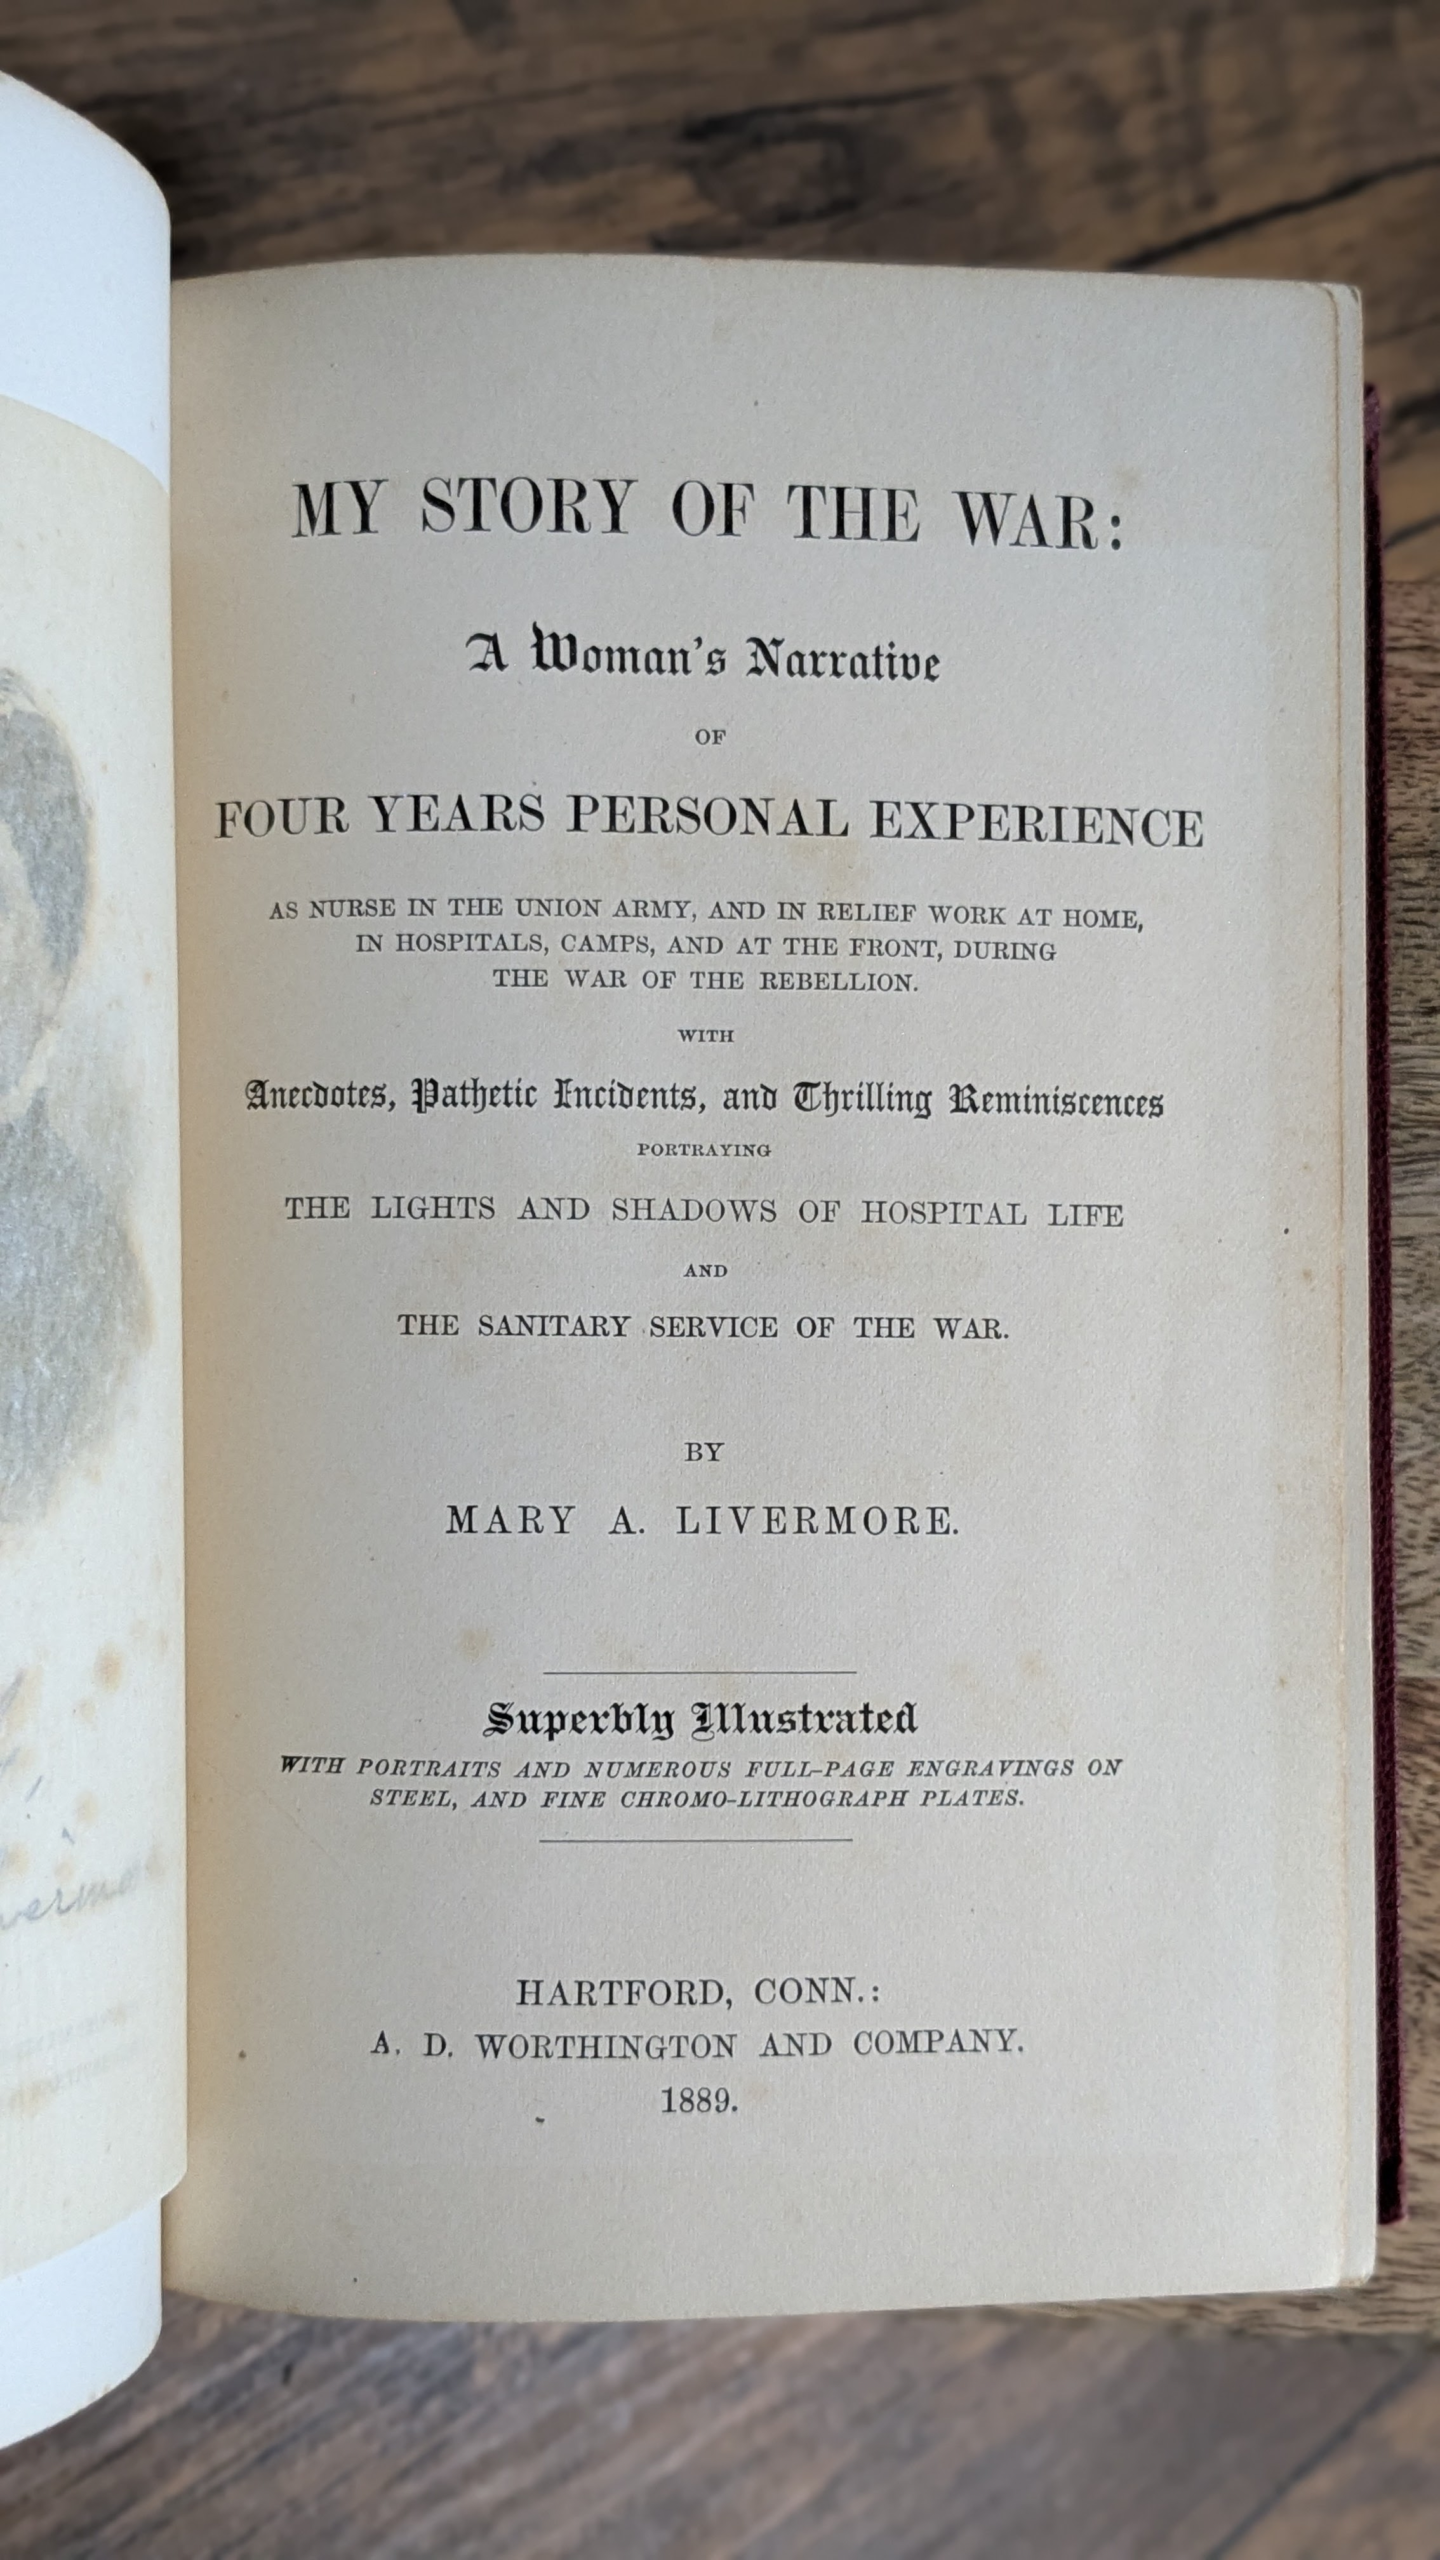 MY STORY OF THE WAR:
A Woman's Narrative
OF
FOUR YEARS PERSONAL EXPERIENCE
AS NURSE IN THE UNION ARMY, AND IN RELIEF WORK AT HOME,
IN HOSPITALS, CAMPS, AND AT THE FRONT, DURING
THE WAR OF THE REBELLION.
WITH
Anecdotes, Pathetic Incidents, and Thrilling Reminiscences
PORTRAYING
THE LIGHTS AND SHADOWS OF HOSPITAL LIFE
AND
THE SANITARY SERVICE OF THE WAR.
BY
MARY A. LIVERMORE.
Superbly Illustrated
WITH PORTRAITS AND NUMEROUS FULL-PAGE ENGRAVINGS ON
STEEL, AND FINE CHROMO-LITHOGRAPH PLATES.
HARTFORD, CONN.:
A. D. WORTHINGTON AND COMPANY.
1889.